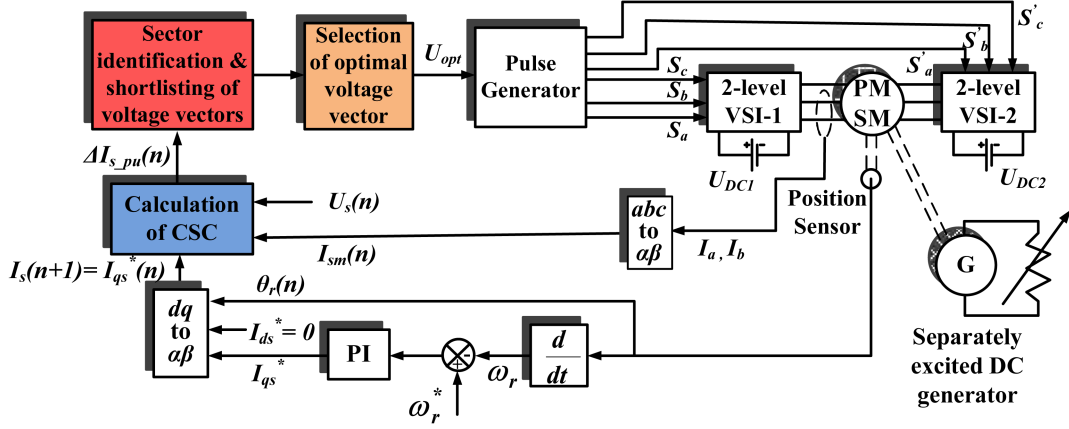 Sector
identification &
shortlisting of
voltage vectors
Selection
of optimal
voltage
vector
U_opt
Pulse
Generator
S'_c
S'_b
S'_a
S_c
S_b
S_a
2-level
VSI-1
PM
SM
2-level
VSI-2
U_DC1
U_DC2
ΔI_s_pu(n)
Calculation
of CSC
U_s(n)
I_sm(n)
abc
to
αβ
I_a , I_b
Position
Sensor
I_s(n+1)= I_qs^*(n)
θ_r(n)
dq
to
αβ
I_ds^*= 0
I_qs^*
PI
-
+
ω_r
ω_r^*
d
dt
G
Separately
excited DC
generator